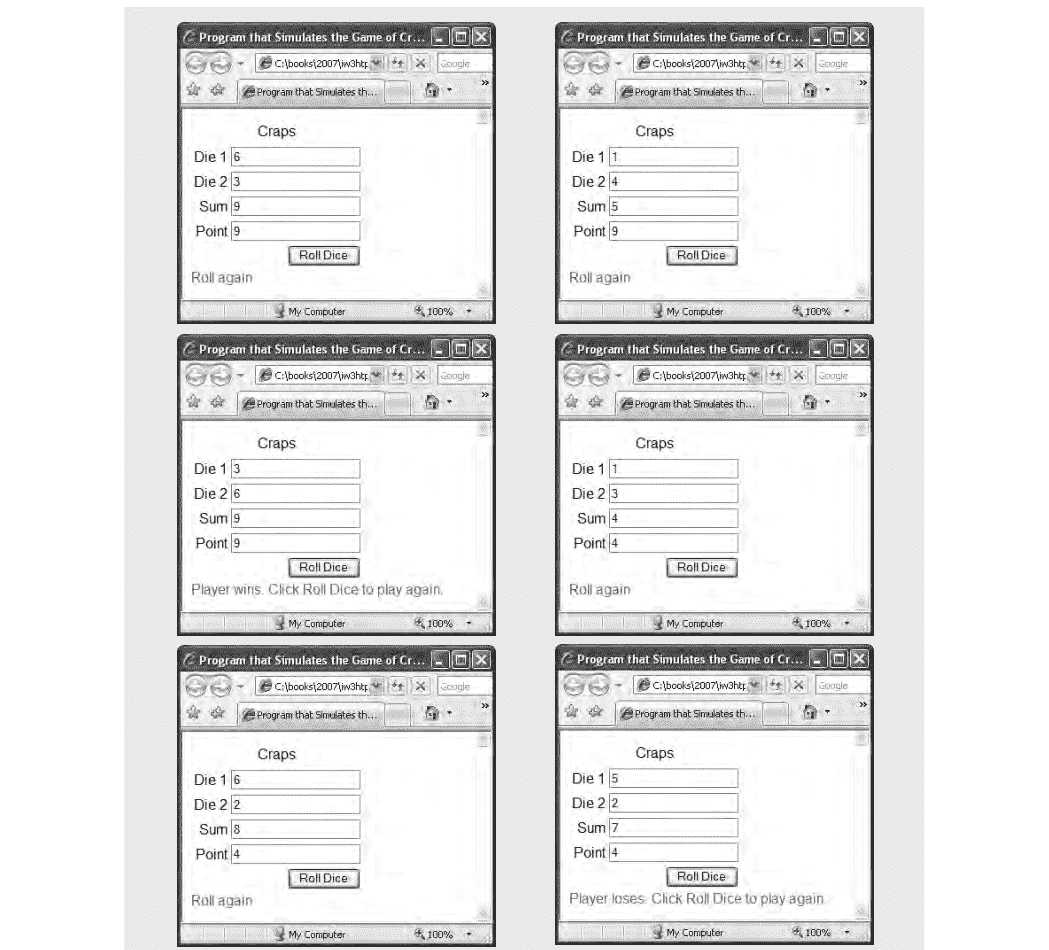 Program that Simulates the Game of Cr...
C:\books\2007\iw3htp
Google
Program that Simulates th...
Craps
Die 1 6
Die 2 3
Sum 9
Point 9
Roll Dice
Roll again
My Computer
100%
Program that Simulates the Game of Cr...
C:\books\2007\iw3htp
Google
Program that Simulates th...
Craps
Die 1 1
Die 2 4
Sum 5
Point 9
Roll Dice
Roll again
My Computer
100%
Program that Simulates the Game of Cr...
C:\books\2007\iw3htp
Google
Program that Simulates th...
Craps
Die 1 3
Die 2 6
Sum 9
Point 9
Roll Dice
Player wins. Click Roll Dice to play again.
My Computer
100%
Program that Simulates the Game of Cr...
C:\books\2007\iw3htp
Google
Program that Simulates th...
Craps
Die 1 1
Die 2 3
Sum 4
Point 4
Roll Dice
Roll again
My Computer
100%
Program that Simulates the Game of Cr...
C:\books\2007\iw3htp
Google
Program that Simulates th...
Craps
Die 1 6
Die 2 2
Sum 8
Point 4
Roll Dice
Roll again
My Computer
100%
Program that Simulates the Game of Cr...
C:\books\2007\iw3htp
Google
Program that Simulates th...
Craps
Die 1 5
Die 2 2
Sum 7
Point 4
Roll Dice
Player loses. Click Roll Dice to play again.
My Computer
100%